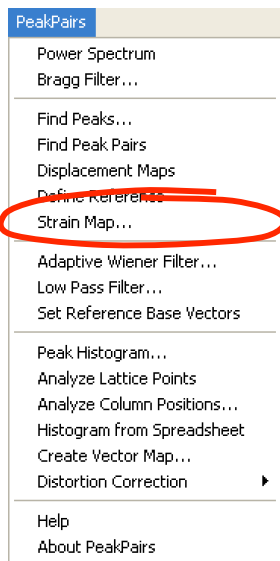 PeakPairs
Power Spectrum
Bragg Filter...
Find Peaks...
Find Peak Pairs
Displacement Maps
Define Reference
Strain Map...
Adaptive Wiener Filter...
Low Pass Filter...
Set Reference Base Vectors
Peak Histogram...
Analyze Lattice Points
Analyze Column Positions...
Histogram from Spreadsheet
Create Vector Map...
Distortion Correction
Help
About PeakPairs